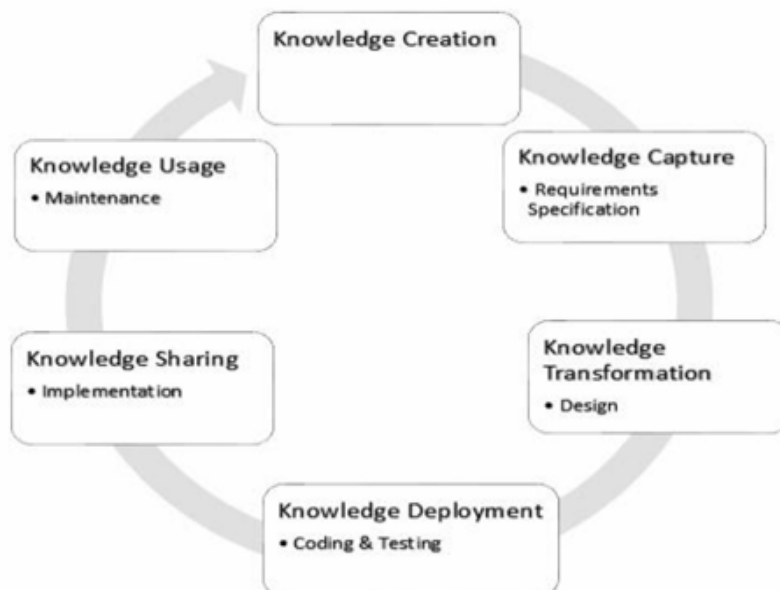 Knowledge Creation
Knowledge Capture
• Requirements
Specification
Knowledge
Transformation
• Design
Knowledge Deployment
• Coding & Testing
Knowledge Sharing
• Implementation
Knowledge Usage
• Maintenance